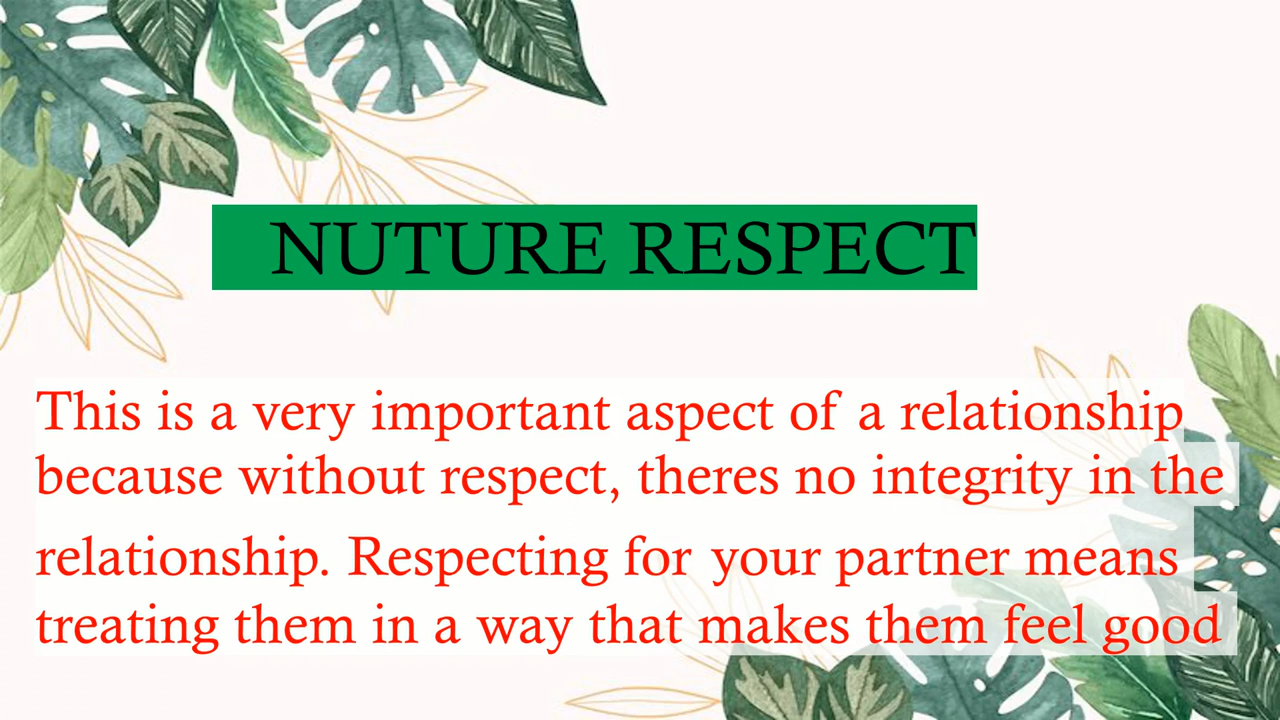 NUTURE RESPECT
This is a very important aspect of a relationship
because without respect, theres no integrity in the
relationship. Respecting for your partner means
treating them in a way that makes them feel good